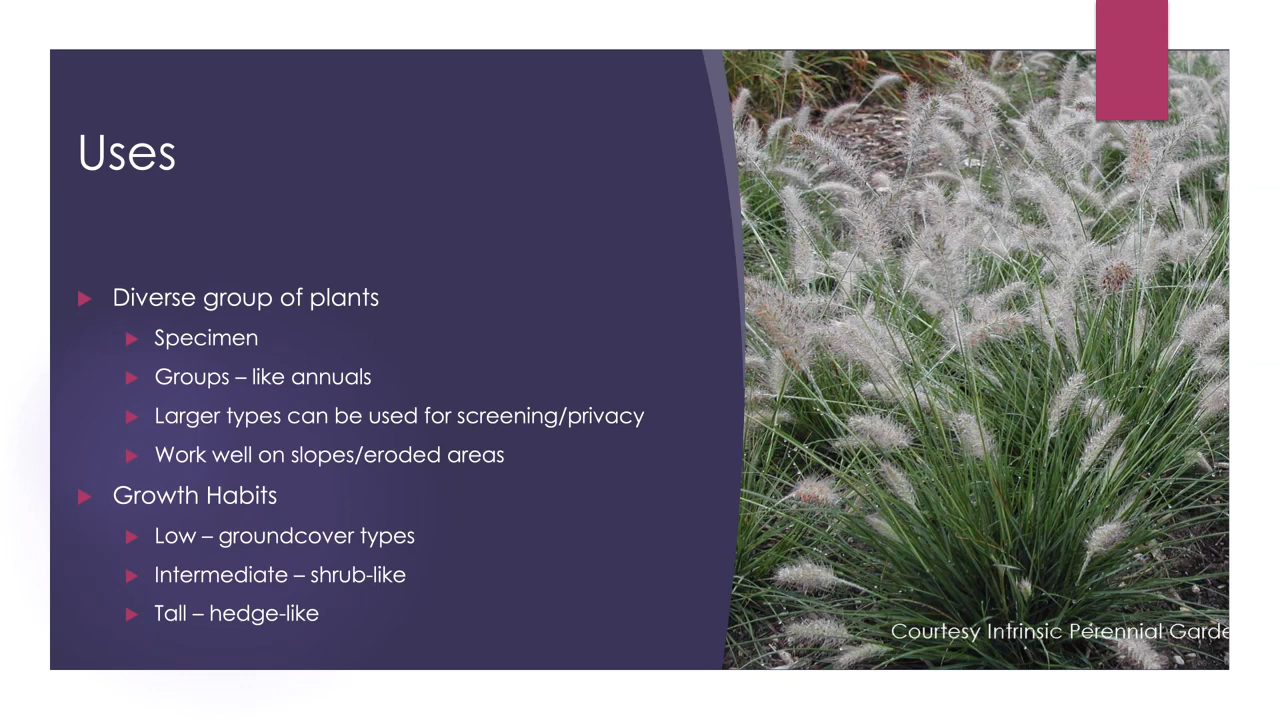 Uses
Diverse group of plants
Specimen
Groups – like annuals
Larger types can be used for screening/privacy
Work well on slopes/eroded areas
Growth Habits
Low – groundcover types
Intermediate – shrub-like
Tall – hedge-like
Courtesy Intrinsic Perennial Garde